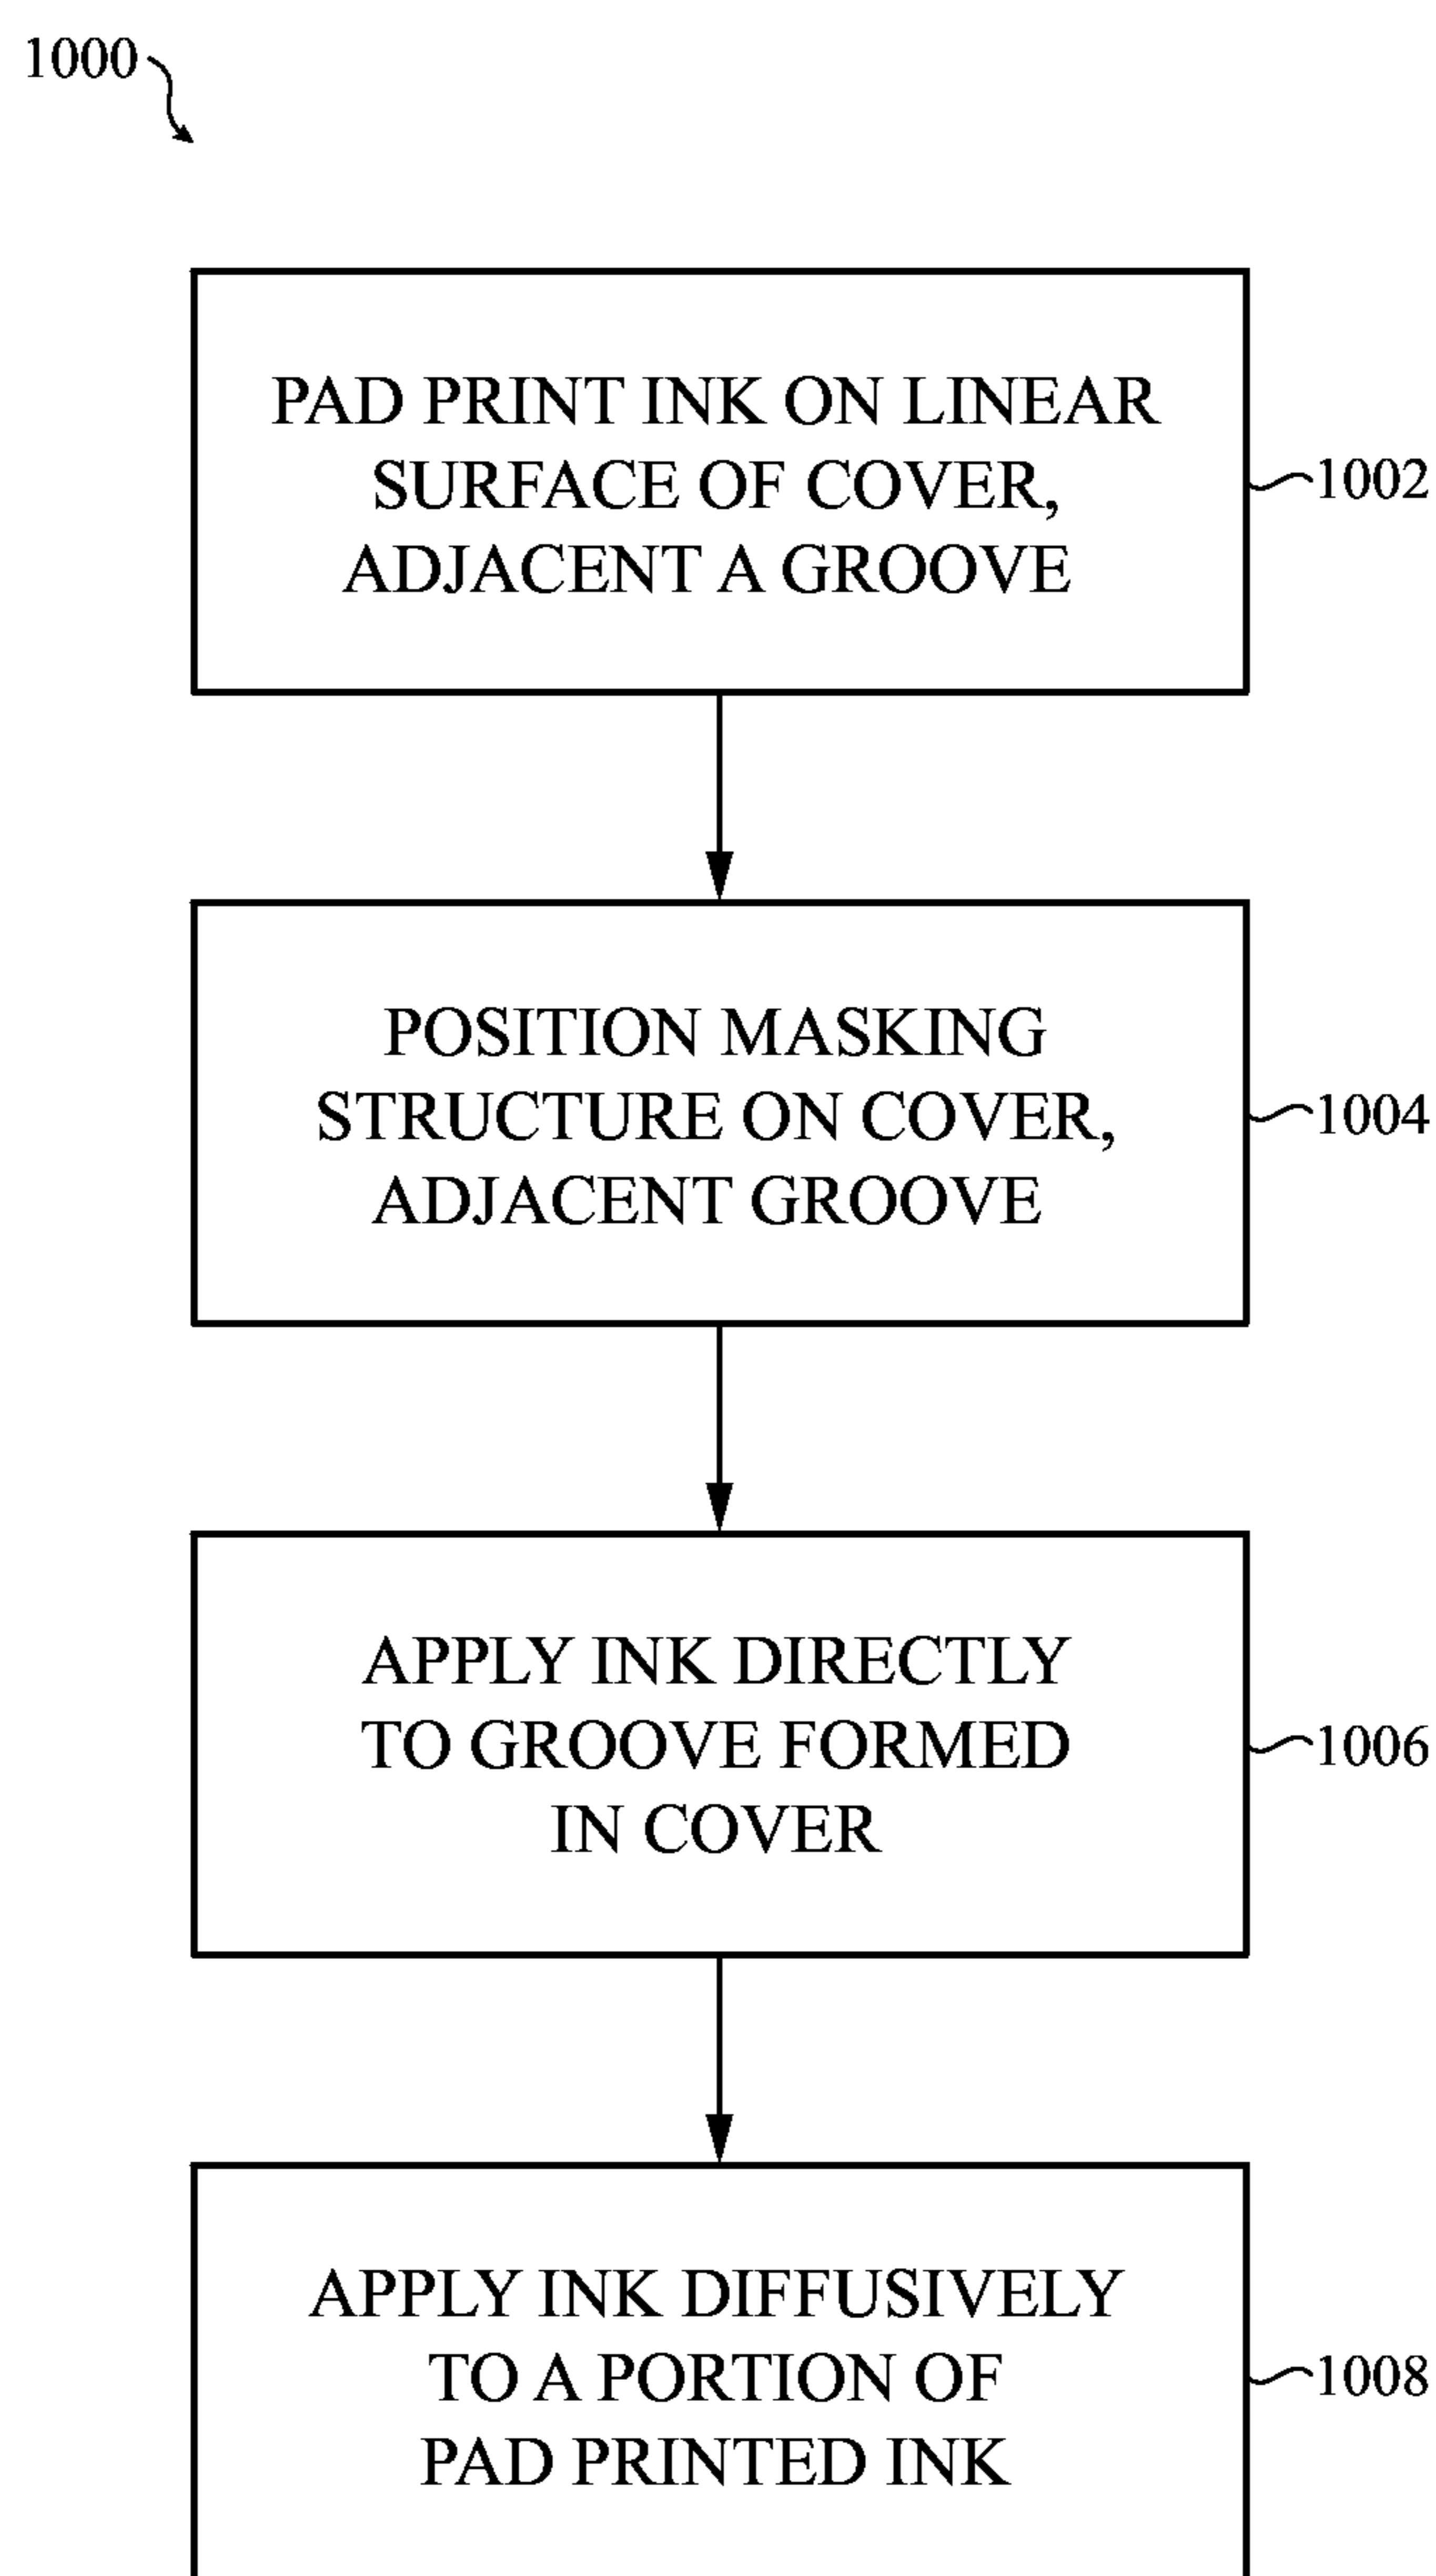 1000
PAD PRINT INK ON LINEAR
SURFACE OF COVER,
ADJACENT A GROOVE
1002
POSITION MASKING
STRUCTURE ON COVER,
ADJACENT GROOVE
1004
APPLY INK DIRECTLY
TO GROOVE FORMED
IN COVER
1006
APPLY INK DIFFUSIVELY
TO A PORTION OF
PAD PRINTED INK
1008